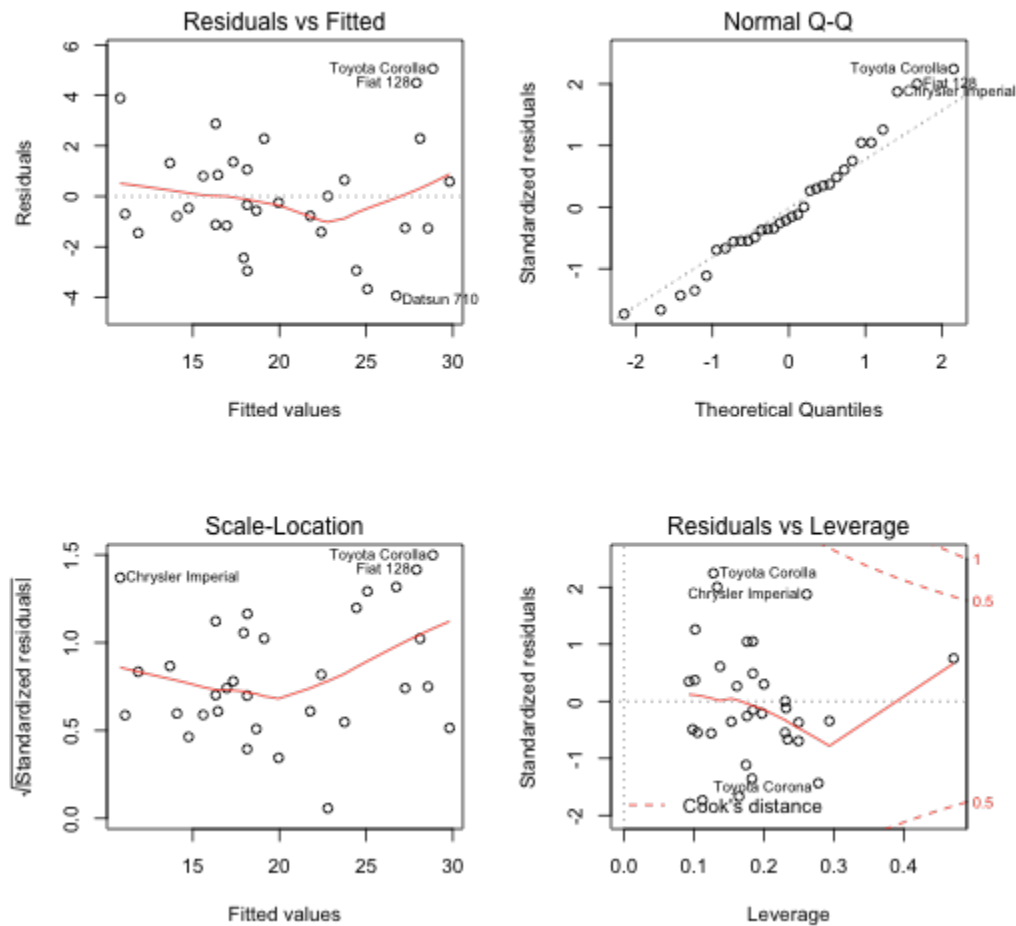 Residuals vs Fitted
Residuals
6
4
2
0
-2
-4
Toyota Corolla
Fiat 128
Datsun 710
15 20 25 30
Fitted values
Normal Q-Q
Standardized residuals
2
1
0
-1
Toyota Corolla
Fiat 128
Chrysler Imperial
-2 -1 0 1 2
Theoretical Quantiles
Scale-Location
√|Standardized residuals|
1.5
1.0
0.5
0.0
Toyota Corolla
Fiat 128
Chrysler Imperial
15 20 25 30
Fitted values
Residuals vs Leverage
Standardized residuals
2
1
0
-1
-2
Toyota Corolla
Chrysler Imperial
Toyota Corona
Cook's distance
1
0.5
0.5
0.0 0.1 0.2 0.3 0.4
Leverage